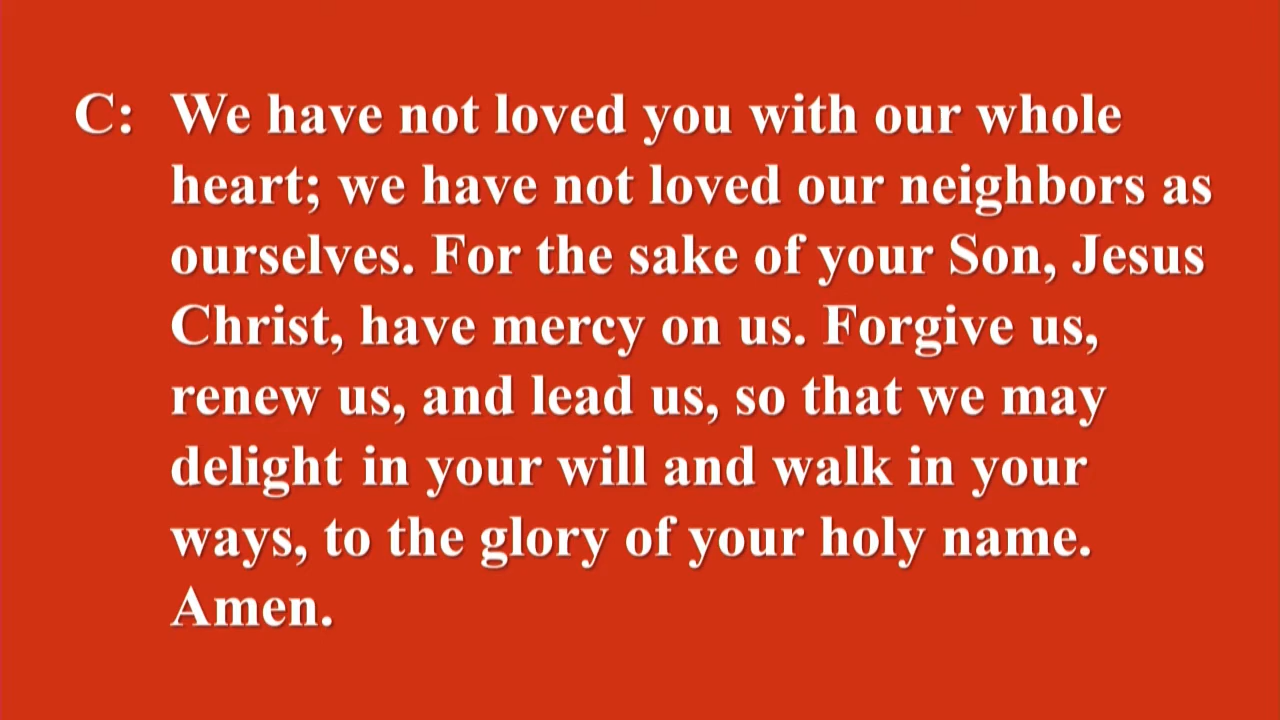 C: We have not loved you with our whole
heart; we have not loved our neighbors as
ourselves. For the sake of your Son, Jesus
Christ, have mercy on us. Forgive us,
renew us, and lead us, so that we may
delight in your will and walk in your
ways, to the glory of your holy name.
Amen.